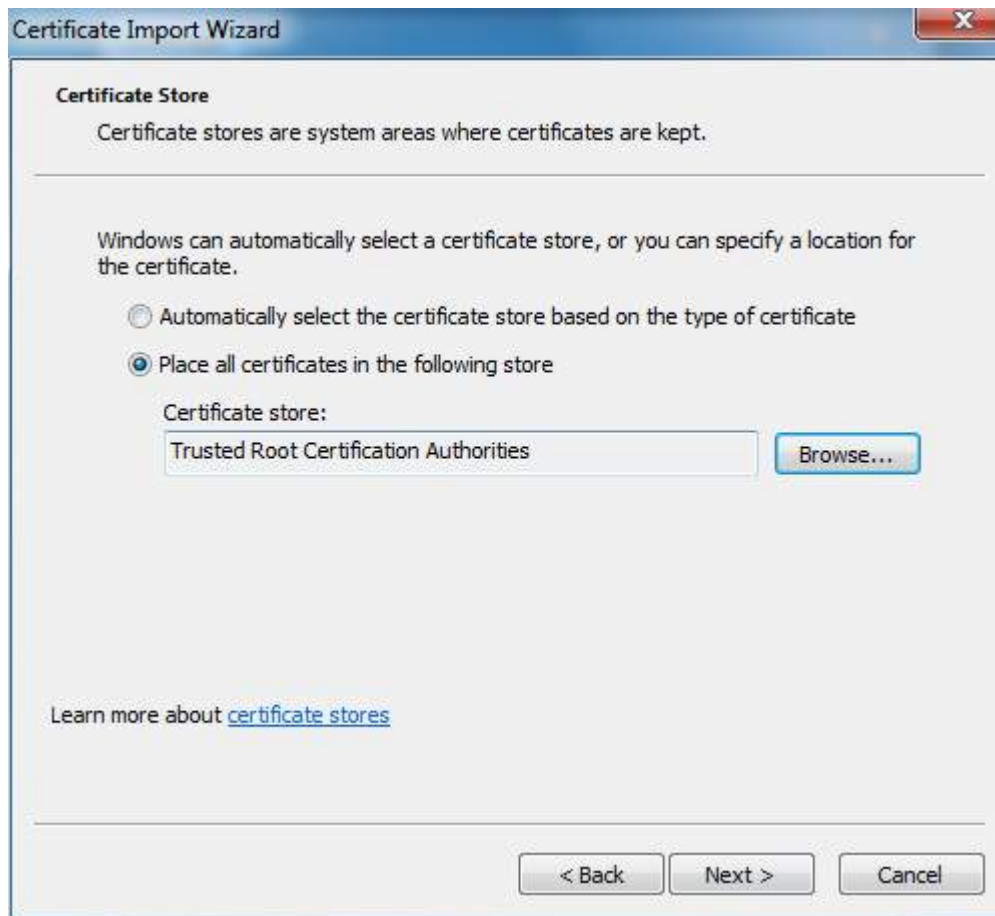 Certificate Import Wizard
X
Certificate Store
Certificate stores are system areas where certificates are kept.
Windows can automatically select a certificate store, or you can specify a location for
the certificate.
Automatically select the certificate store based on the type of certificate
Place all certificates in the following store
Certificate store:
Trusted Root Certification Authorities
Browse...
Learn more about certificate stores
< Back Next > Cancel